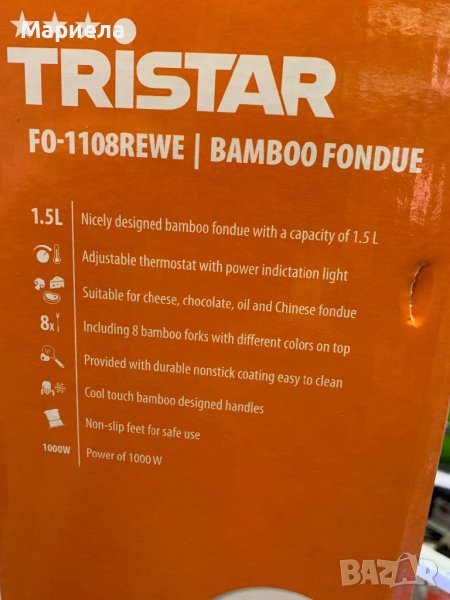 Мариела
TRISTAR
FO-1108REWE | BAMBOO FONDUE
1.5L Nicely designed bamboo fondue with a capacity of 1.5 L
Adjustable thermostat with power indictation light
Suitable for cheese, chocolate, oil and Chinese fondue
8x Including 8 bamboo forks with different colors on top
Provided with durable nonstick coating easy to clean
Cool touch bamboo designed handles
Non-slip feet for safe use
1000W Power of 1000W
BAZAR